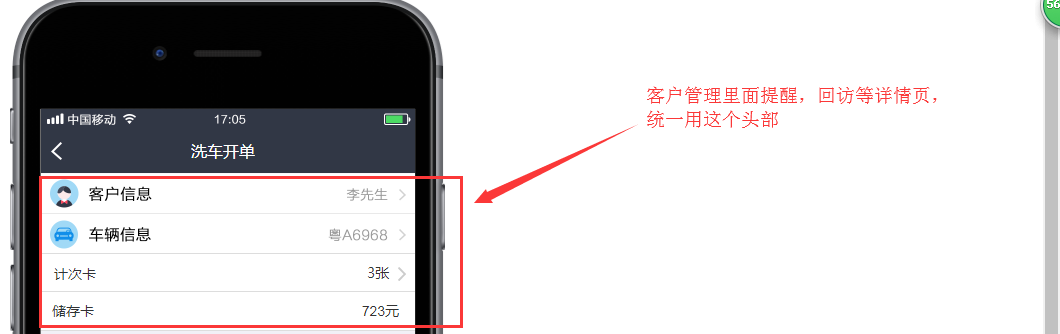 56
中国移动 17:05
洗车开单
客户信息 李先生
车辆信息 粤A6968
计次卡 3张
储存卡 723元
客户管理里面提醒，回访等详情页，
统一用这个头部